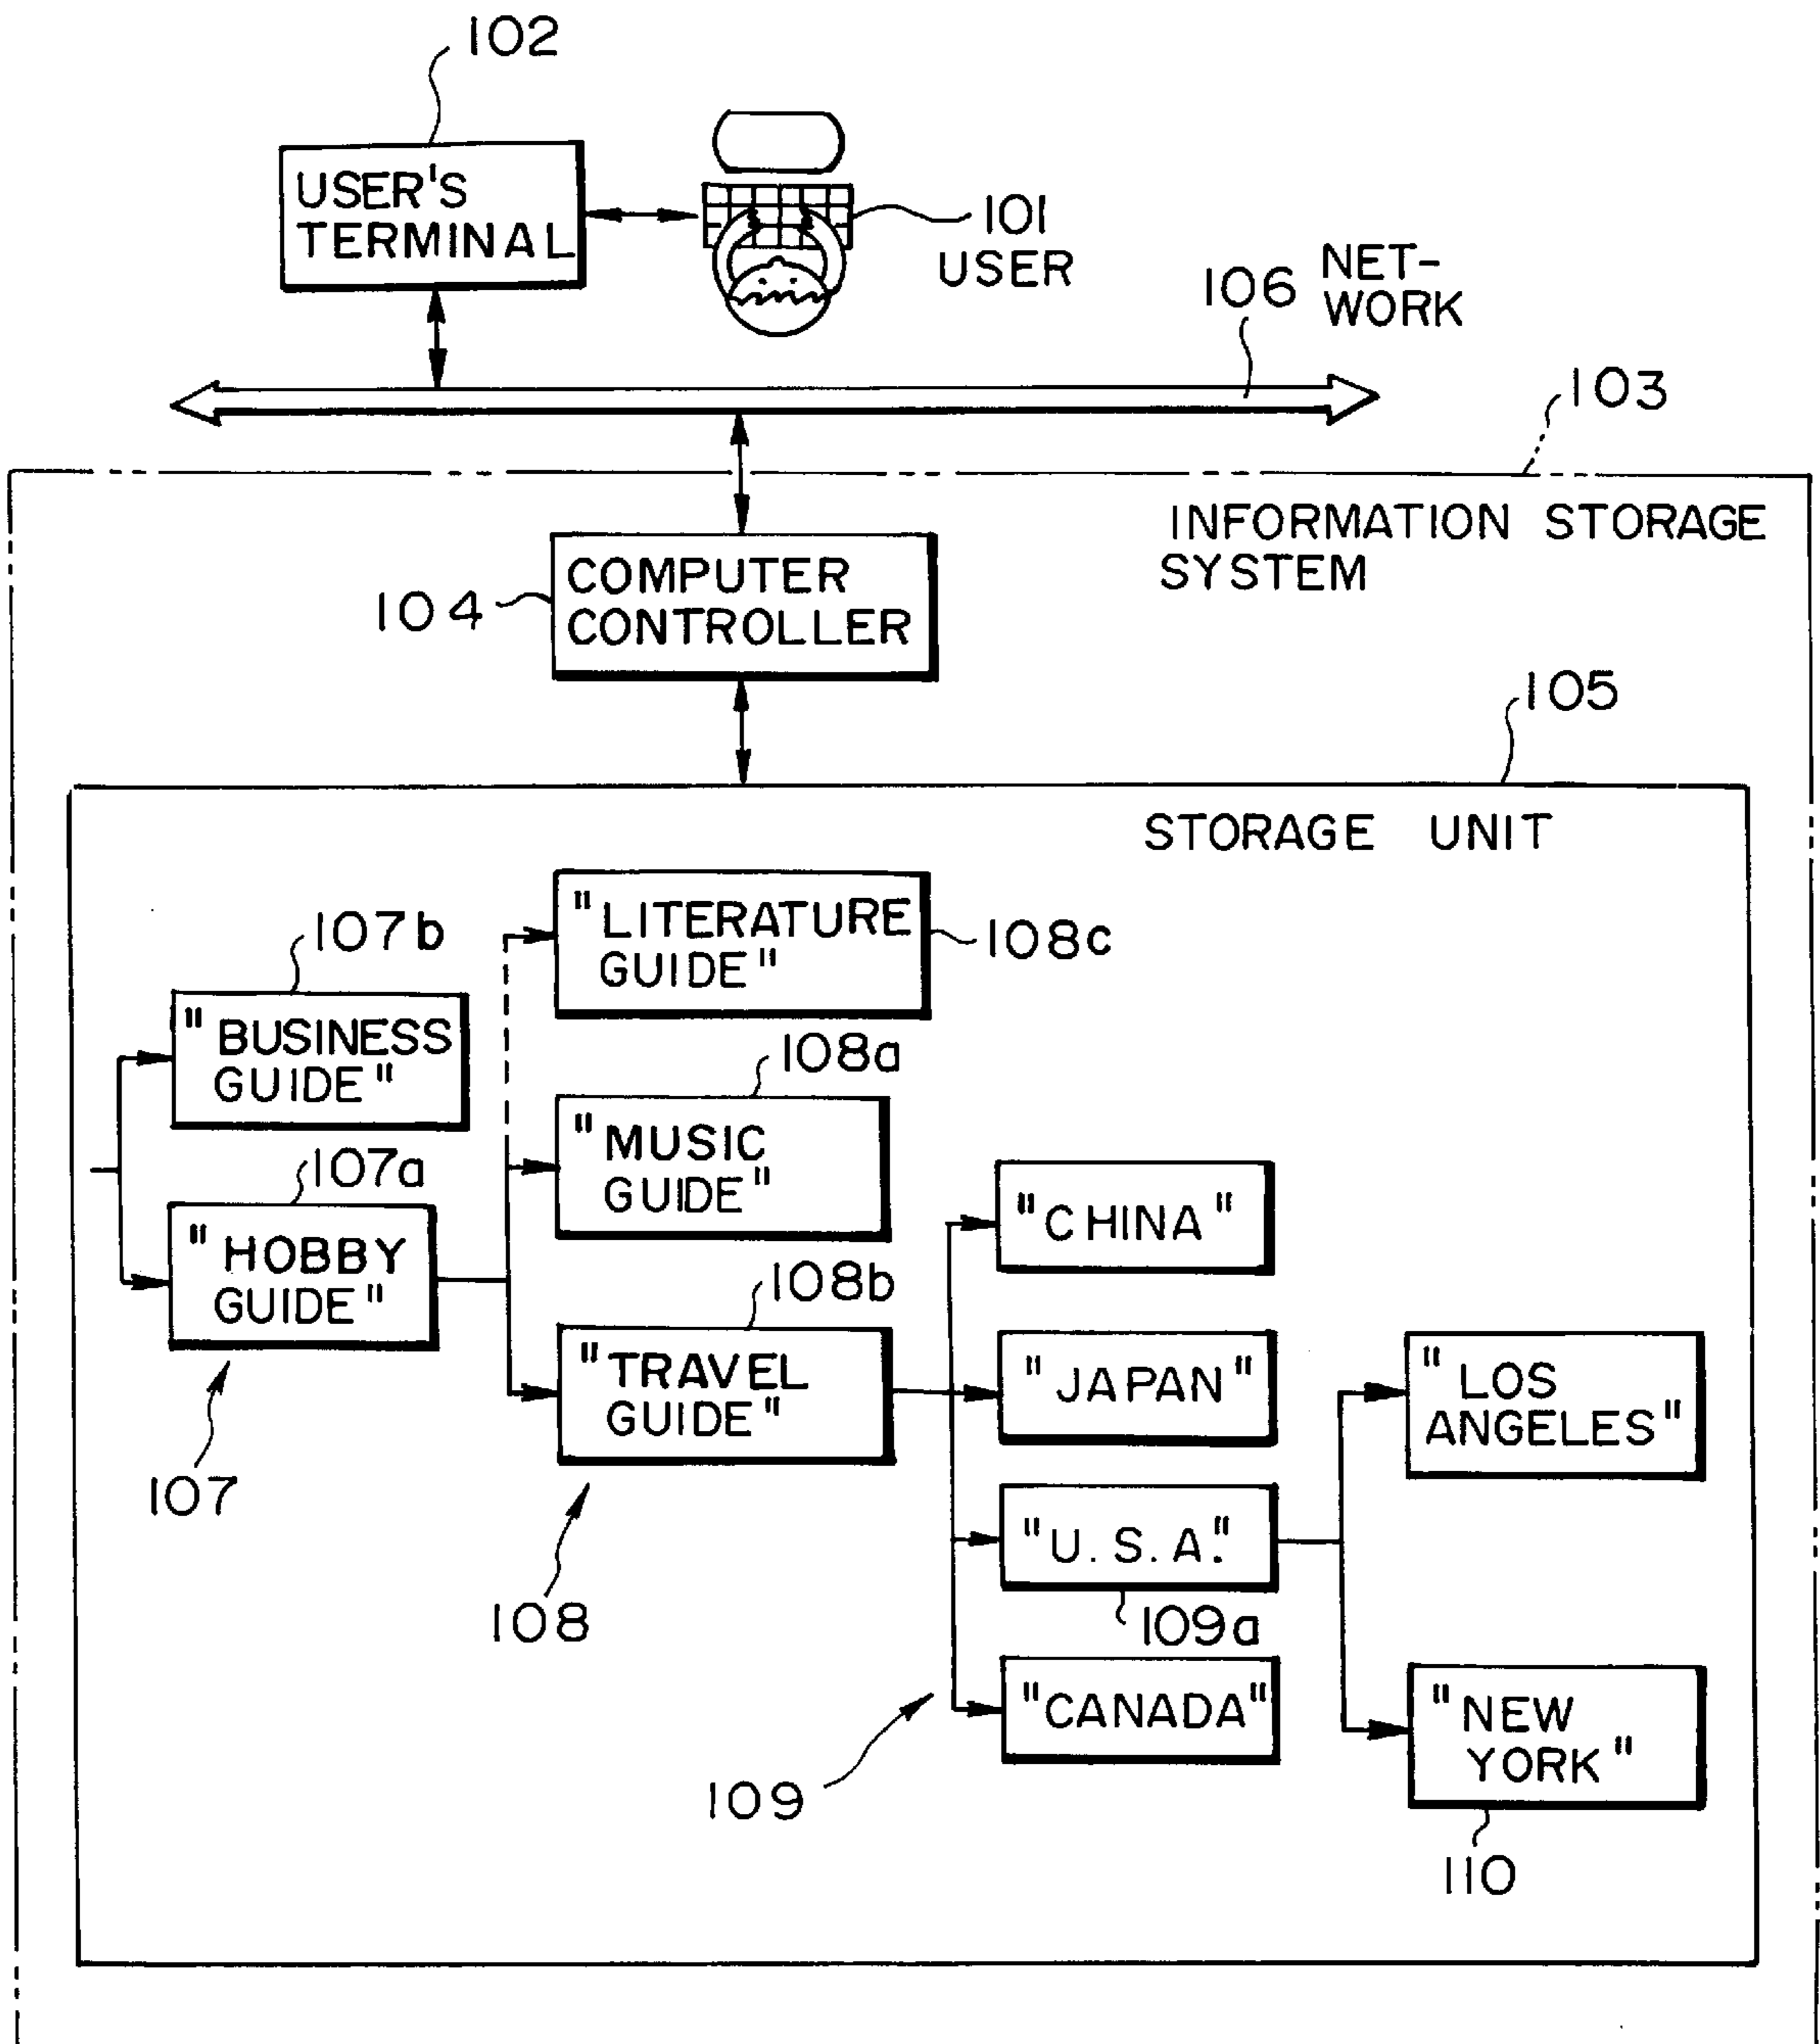 102
USER'S
TERMINAL
101
USER
106
NET-
WORK
103
INFORMATION STORAGE
SYSTEM
COMPUTER
CONTROLLER
104
105
STORAGE UNIT
"LITERATURE
GUIDE"
108c
107b
"BUSINESS
GUIDE"
108a
"MUSIC
GUIDE"
107a
"HOBBY
GUIDE"
"CHINA"
108b
"TRAVEL
GUIDE"
"JAPAN"
"LOS
ANGELES"
107
"U.S.A."
109a
108
"CANADA"
"NEW
YORK"
109
110